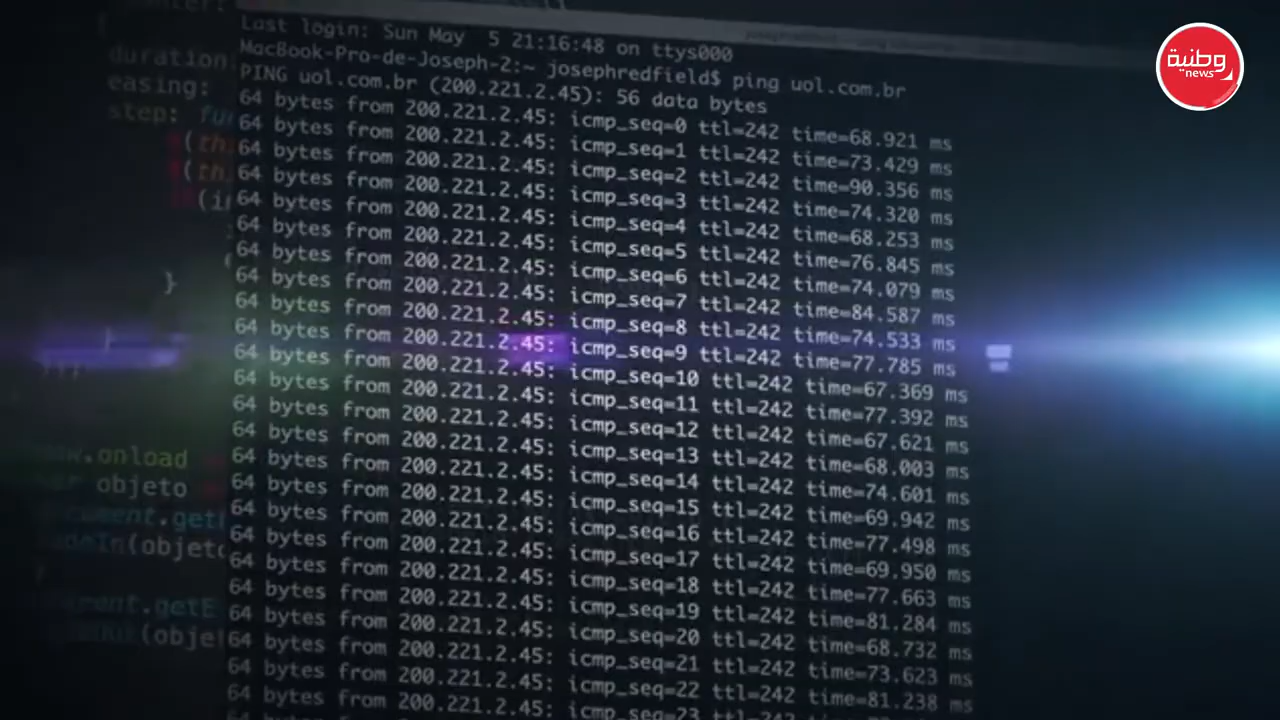 وطنية
news
Last login: Sun May  5 21:16:48 on ttys000
MacBook-Pro-de-Joseph-2:~ josephredfield$ ping uol.com.br
PING uol.com.br (200.221.2.45): 56 data bytes
64 bytes from 200.221.2.45: icmp_seq=0 ttl=242 time=68.921 ms
64 bytes from 200.221.2.45: icmp_seq=1 ttl=242 time=73.429 ms
64 bytes from 200.221.2.45: icmp_seq=2 ttl=242 time=90.356 ms
64 bytes from 200.221.2.45: icmp_seq=3 ttl=242 time=74.320 ms
64 bytes from 200.221.2.45: icmp_seq=4 ttl=242 time=68.253 ms
64 bytes from 200.221.2.45: icmp_seq=5 ttl=242 time=76.845 ms
64 bytes from 200.221.2.45: icmp_seq=6 ttl=242 time=74.079 ms
64 bytes from 200.221.2.45: icmp_seq=7 ttl=242 time=84.587 ms
64 bytes from 200.221.2.45: icmp_seq=8 ttl=242 time=74.533 ms
64 bytes from 200.221.2.45: icmp_seq=9 ttl=242 time=77.785 ms
64 bytes from 200.221.2.45: icmp_seq=10 ttl=242 time=67.369 ms
64 bytes from 200.221.2.45: icmp_seq=11 ttl=242 time=77.392 ms
64 bytes from 200.221.2.45: icmp_seq=12 ttl=242 time=67.621 ms
64 bytes from 200.221.2.45: icmp_seq=13 ttl=242 time=68.003 ms
64 bytes from 200.221.2.45: icmp_seq=14 ttl=242 time=74.601 ms
64 bytes from 200.221.2.45: icmp_seq=15 ttl=242 time=69.942 ms
64 bytes from 200.221.2.45: icmp_seq=16 ttl=242 time=77.498 ms
64 bytes from 200.221.2.45: icmp_seq=17 ttl=242 time=69.950 ms
64 bytes from 200.221.2.45: icmp_seq=18 ttl=242 time=77.663 ms
64 bytes from 200.221.2.45: icmp_seq=19 ttl=242 time=81.284 ms
64 bytes from 200.221.2.45: icmp_seq=20 ttl=242 time=68.732 ms
64 bytes from 200.221.2.45: icmp_seq=21 ttl=242 time=73.623 ms
64 bytes from 200.221.2.45: icmp_seq=22 ttl=242 time=81.238 ms
duration
easing:
step:
}
.onload
objeto